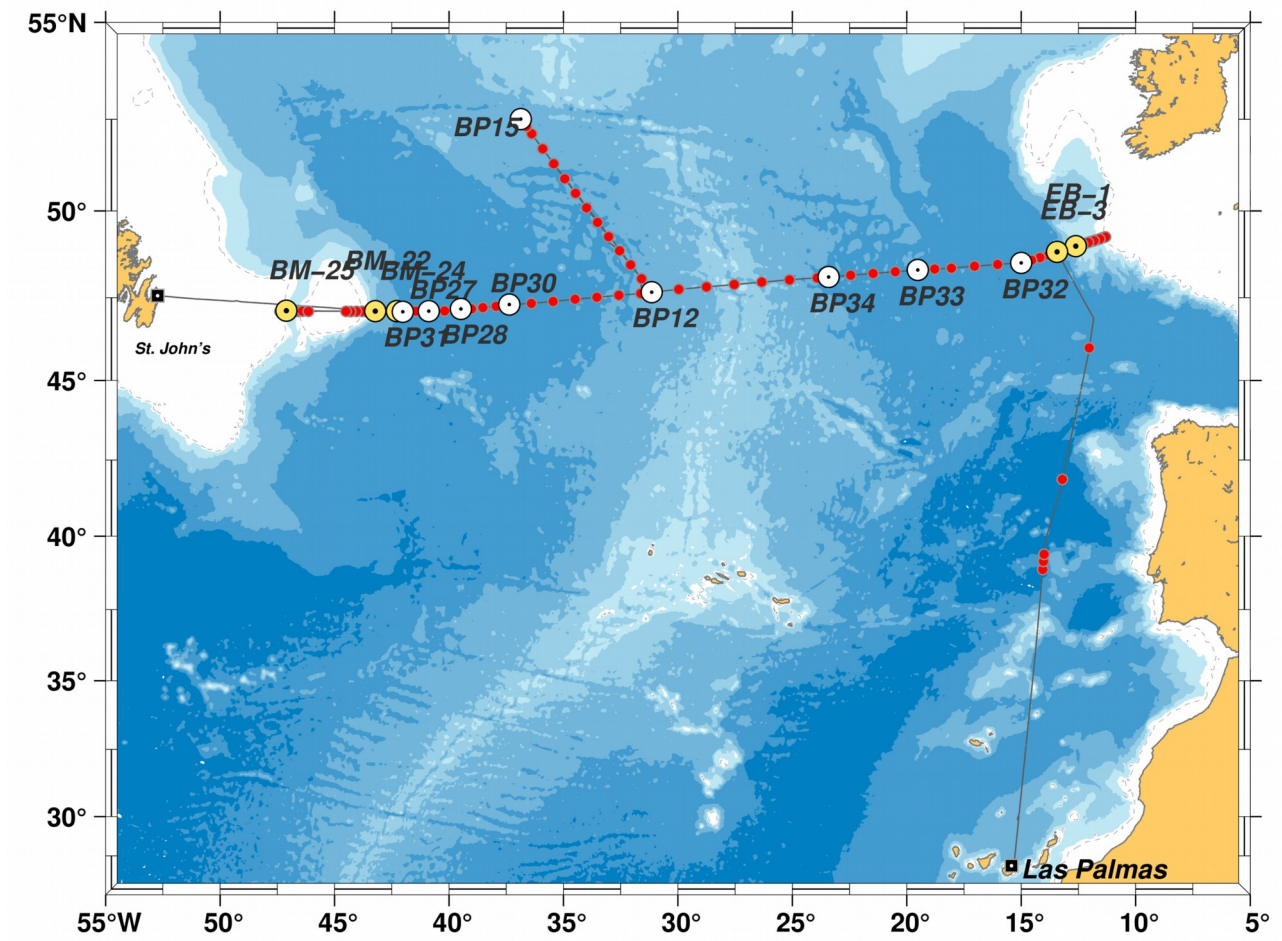 55°N
BP15
50°
EB−1
EB−3
BM−22
BM−25
BM−24
BP27
BP30
BP34
BP33
BP32
BP12
BP31
BP28
St. John's
45°
40°
35°
30°
Las Palmas
55°W
50°
45°
40°
35°
30°
25°
20°
15°
10°
5°